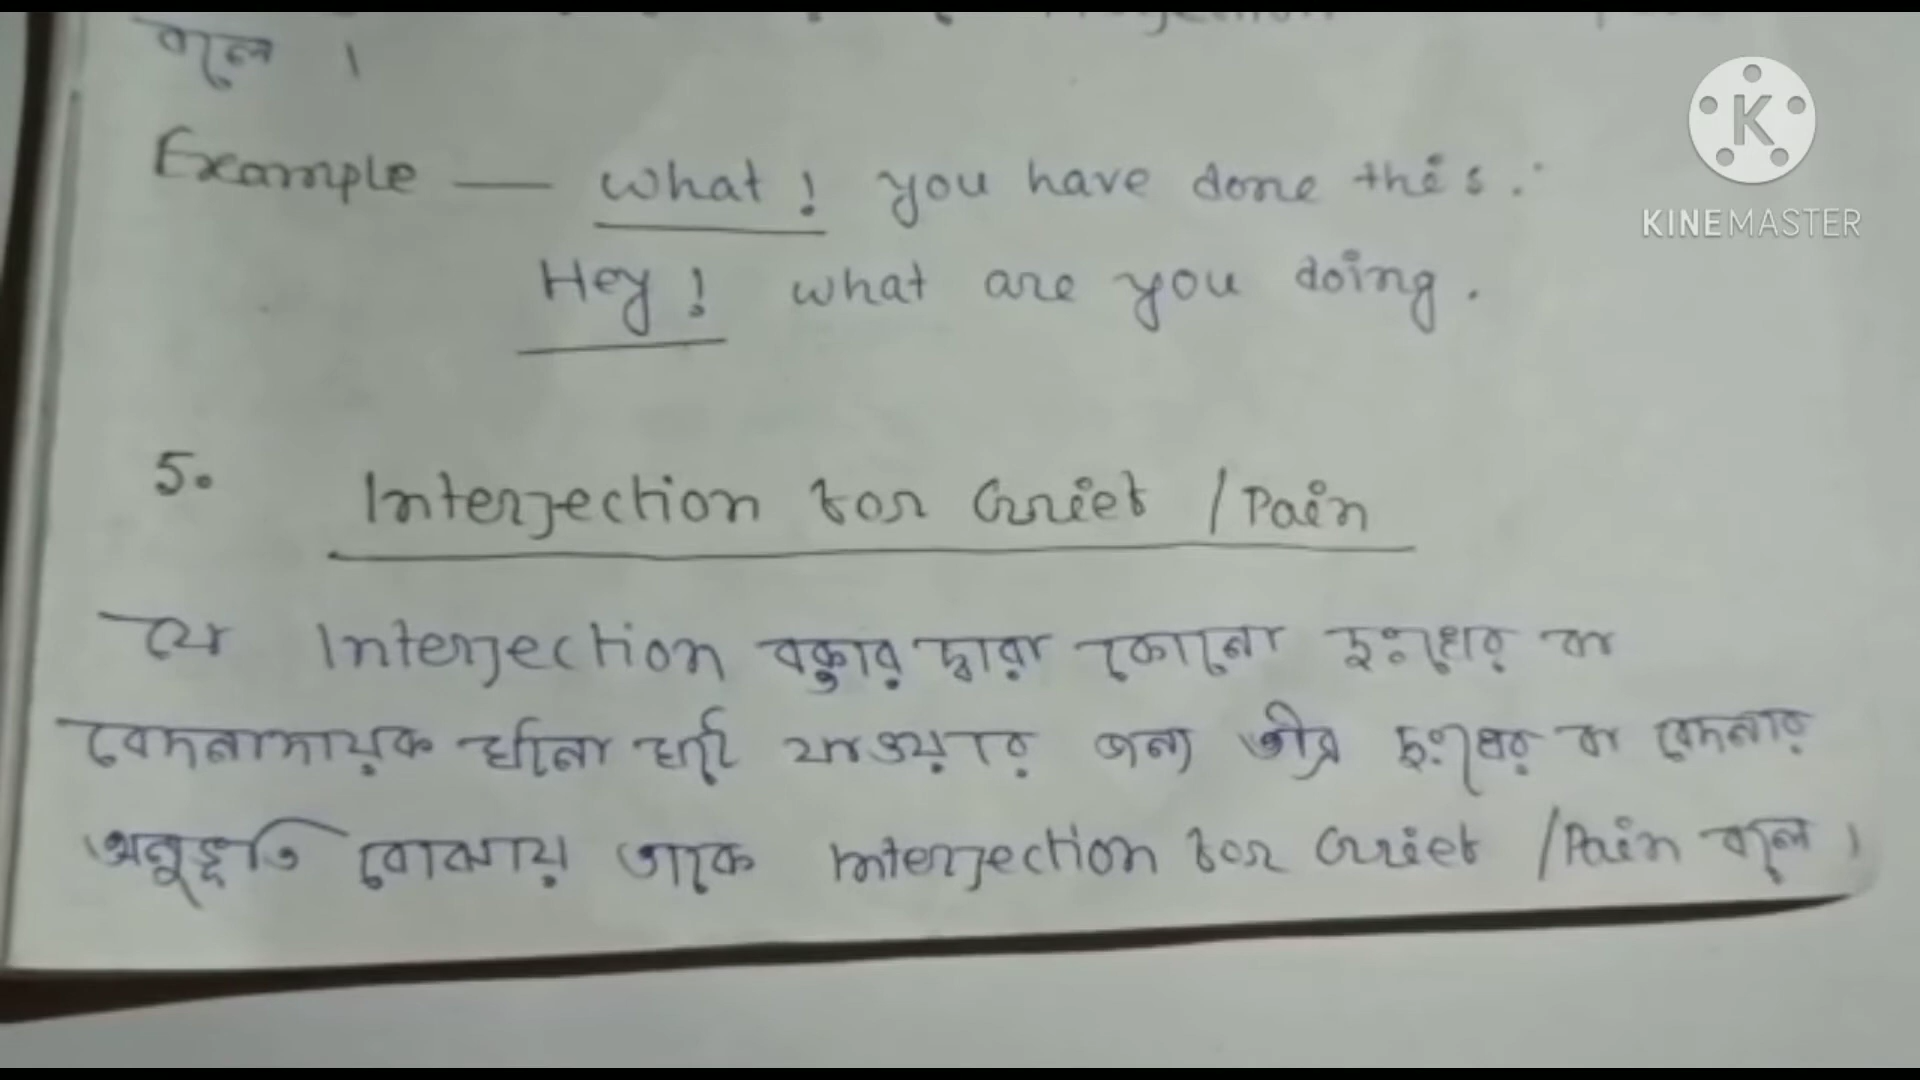 বলে ।
Example — What! you have done this.
Hey! what are you doing.
5. Interjection for Grief / Pain
যে Interjection বক্তার দ্বারা কোনো দুঃখের বা
বেদনাদায়ক ঘটনা ঘটে যাওয়ার জন্য তীব্র দুঃখের বা বেদনার
অনুভূতি বোঝায় তাকে Interjection for Grief / Pain বলে ।
KINEMASTER